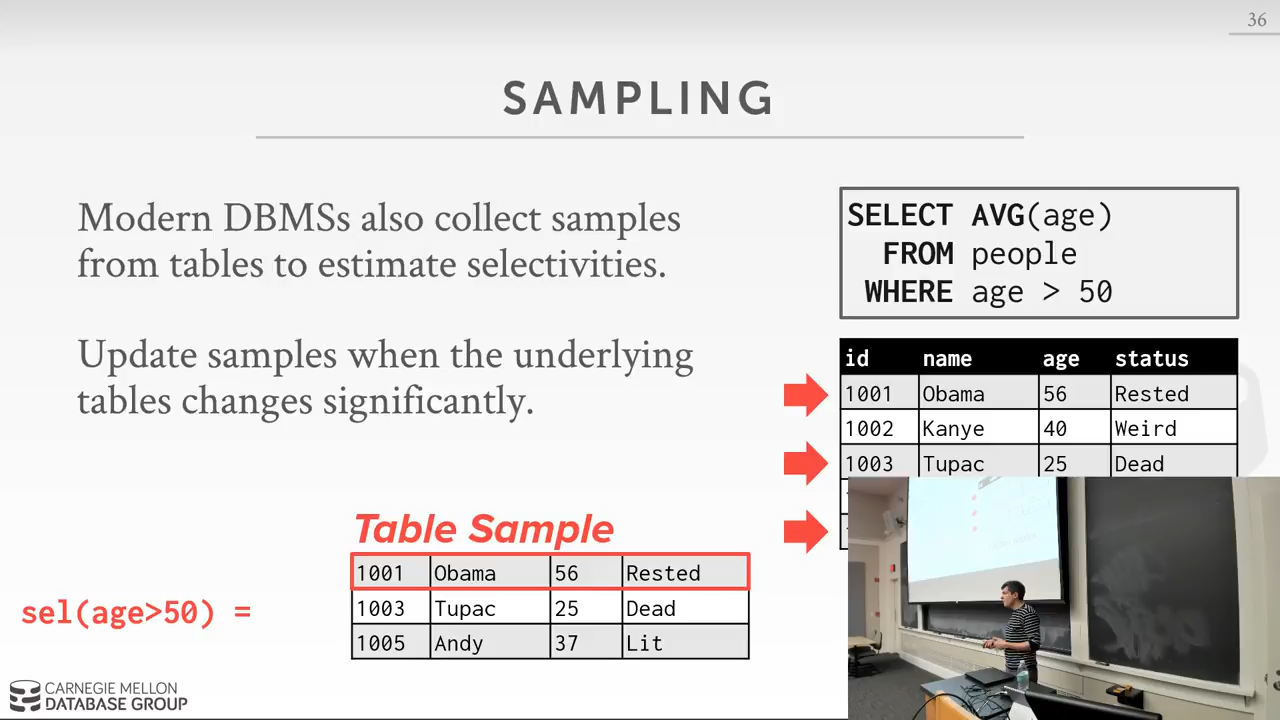 36
SAMPLING
Modern DBMSs also collect samples
from tables to estimate selectivities.
Update samples when the underlying
tables changes significantly.
SELECT AVG(age)
FROM people
WHERE age > 50
id name age status
1001 Obama 56 Rested
1002 Kanye 40 Weird
1003 Tupac 25 Dead
Table Sample
1001 Obama 56 Rested
1003 Tupac 25 Dead
1005 Andy 37 Lit
sel(age>50) =
CARNEGIE MELLON
DATABASE GROUP